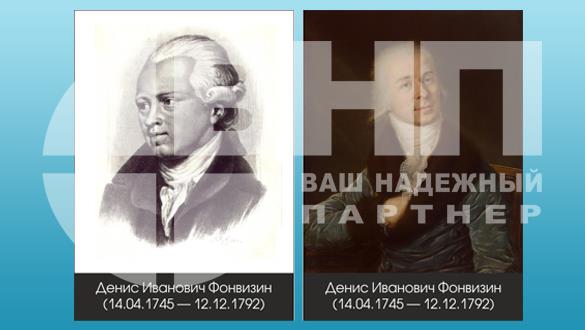 НП
ВАШ НАДЕЖНЫЙ
ПАРТНЕР
Денис Иванович Фонвизин
(14.04.1745 — 12.12.1792)
Денис Иванович Фонвизин
(14.04.1745 — 12.12.1792)